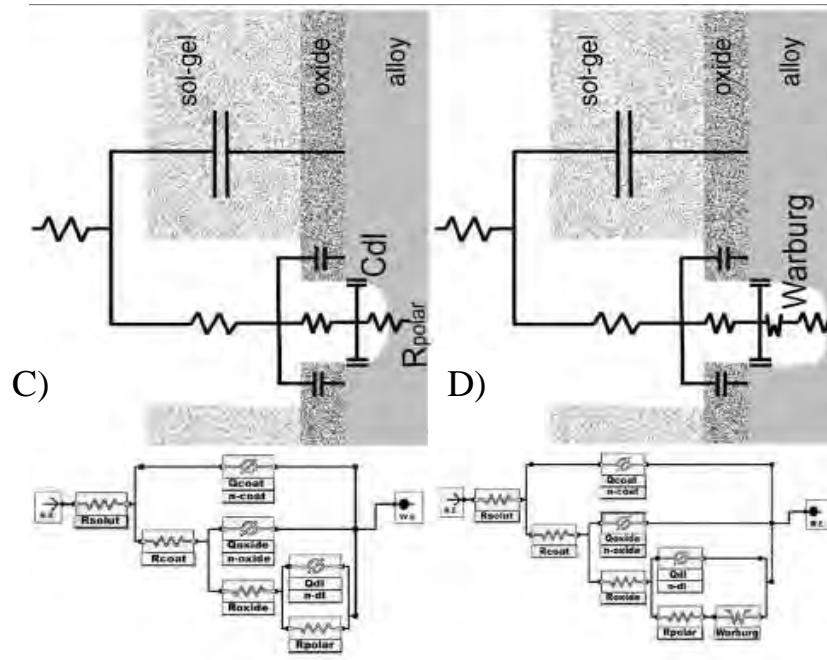 sol-gel
oxide
alloy
Cdl
Rpolar
C)
sol-gel
oxide
alloy
Warburg
D)
Qcoat
n-coat
Rsolut
Rcoat
Qoxide
n-oxide
Roxide
Qdl
n-dl
Rpolar
Qcoat
n-coat
Rsolut
Rcoat
Qoxide
n-oxide
Roxide
Qdl
n-dl
Rpolar
Warburg